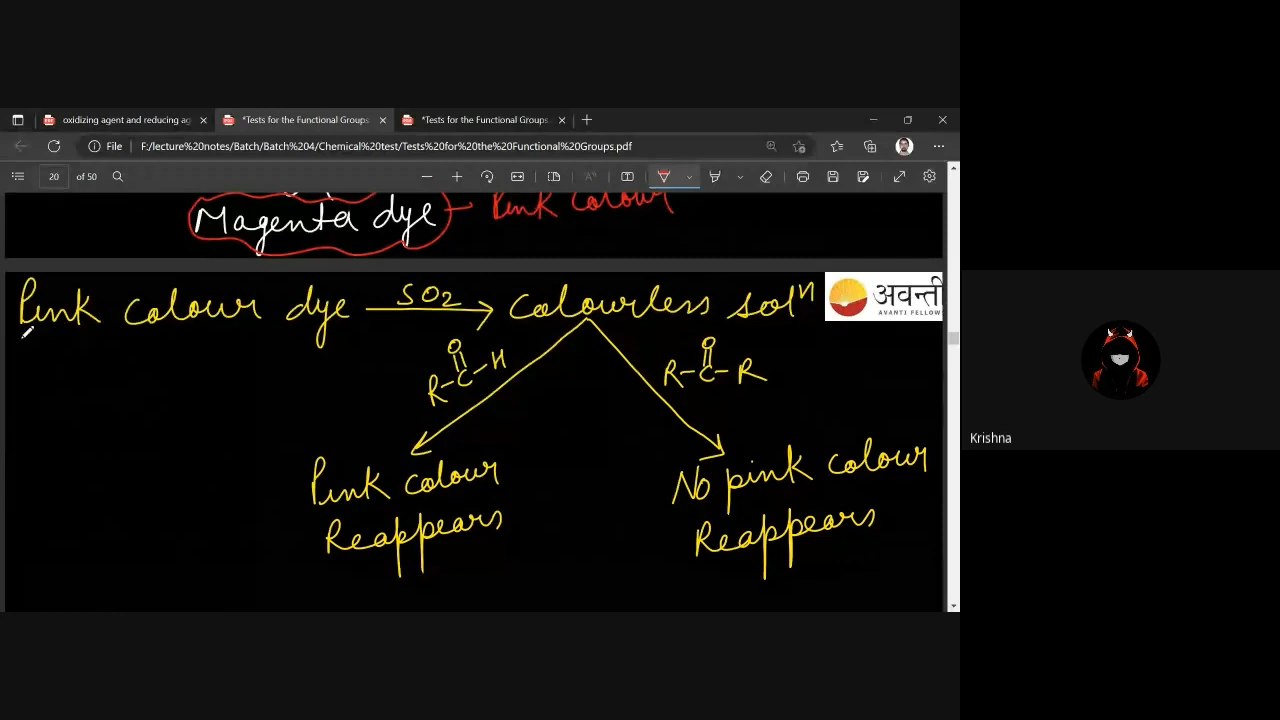 oxidizing agent and reducing ag
*Tests for the Functional Groups
*Tests for the Functional Groups.
File
F:/lecture%20notes/Batch/Batch%204/Chemical%20test/Tests%20for%20the%20Functional%20Groups.pdf
20 of 50
Magenta dye
Pink colour
Pink colour dye SO2 Colourless solⁿ
अवन्ती
AVANTI FELLOW
O
R-C-H
O
R-C-R
Pink colour
Reappears
No pink colour
Reappears
Krishna